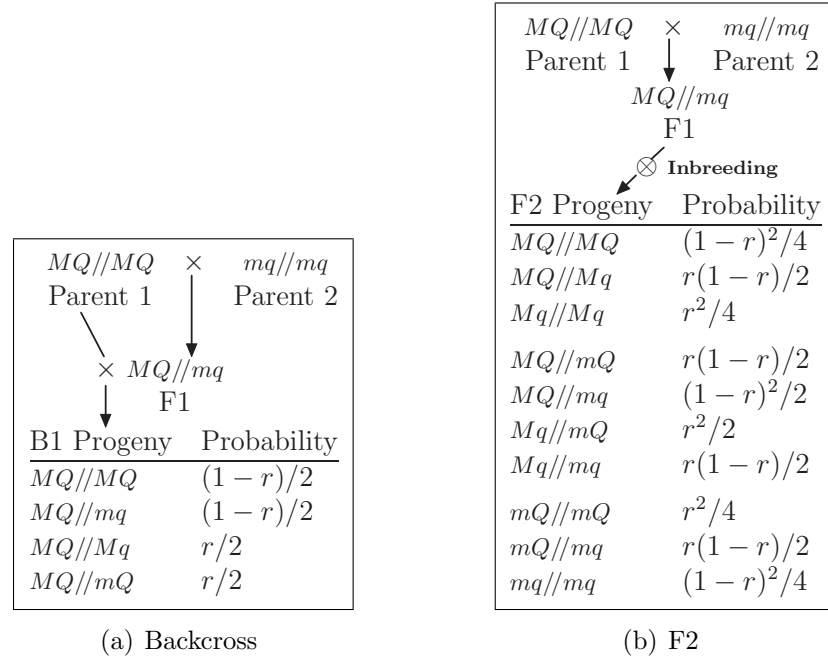 MQ//MQ × mq//mq
Parent 1 Parent 2
× MQ//mq
F1
B1 Progeny Probability
MQ//MQ (1 − r)/2
MQ//mq (1 − r)/2
MQ//Mq r/2
MQ//mQ r/2
(a) Backcross
MQ//MQ × mq//mq
Parent 1 Parent 2
MQ//mq
F1
⊗ Inbreeding
F2 Progeny Probability
MQ//MQ (1 − r)²/4
MQ//Mq r(1 − r)/2
Mq//Mq r²/4
MQ//mQ r(1 − r)/2
MQ//mq (1 − r)²/2
Mq//mQ r²/2
Mq//mq r(1 − r)/2
mQ//mQ r²/4
mQ//mq r(1 − r)/2
mq//mq (1 − r)²/4
(b) F2